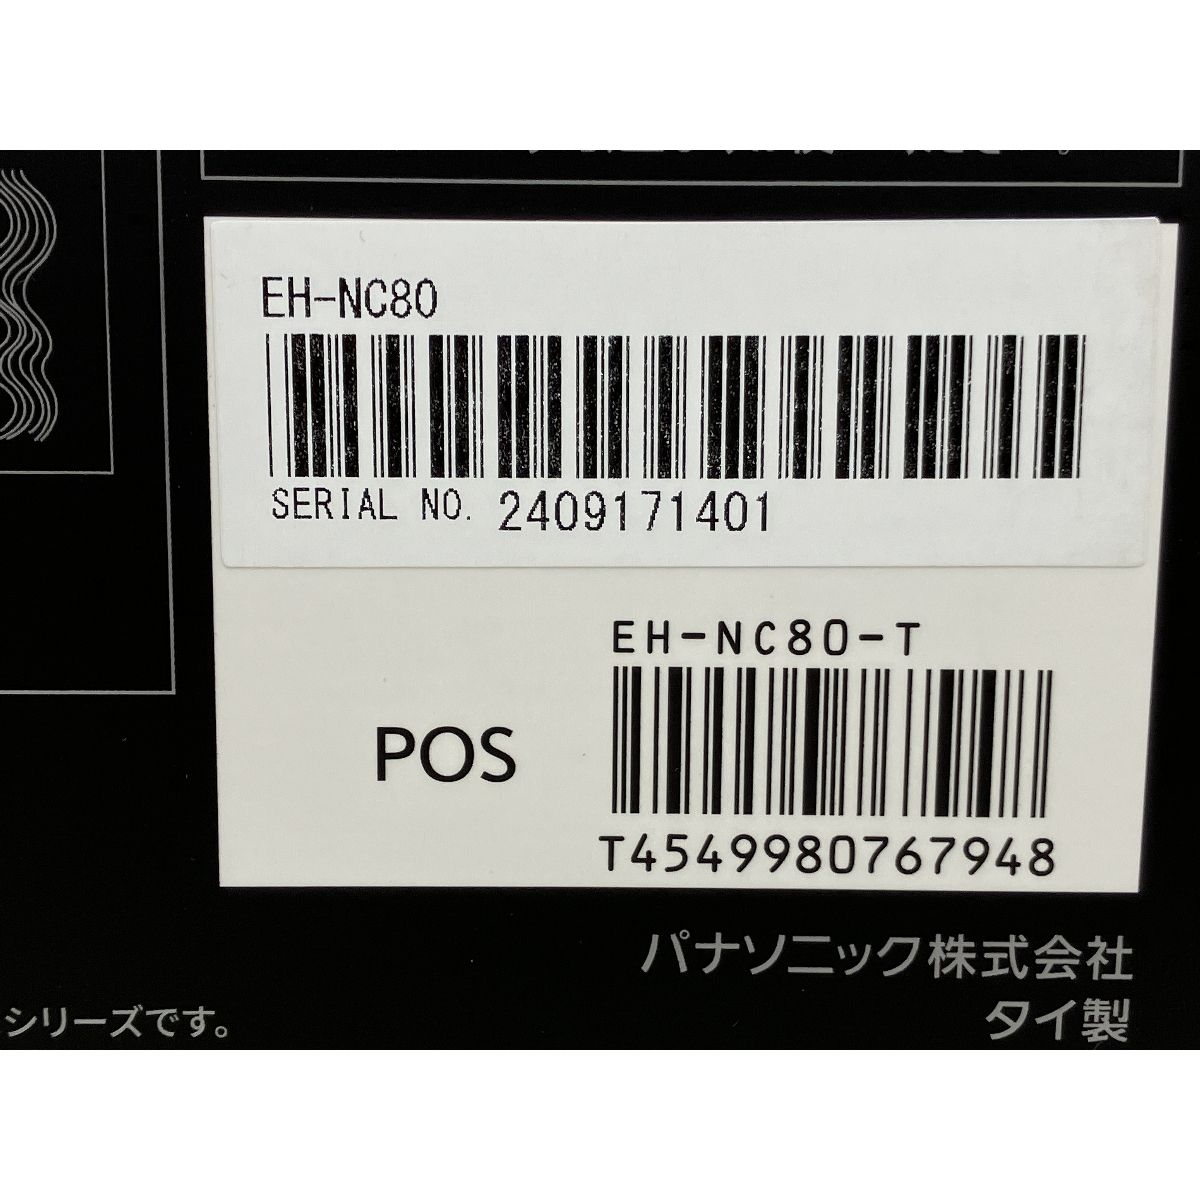 EH-NC80
SERIAL NO. 2409171401
EH-NC80-T
POS
T4549980767948
パナソニック株式会社
タイ製
シリーズです。